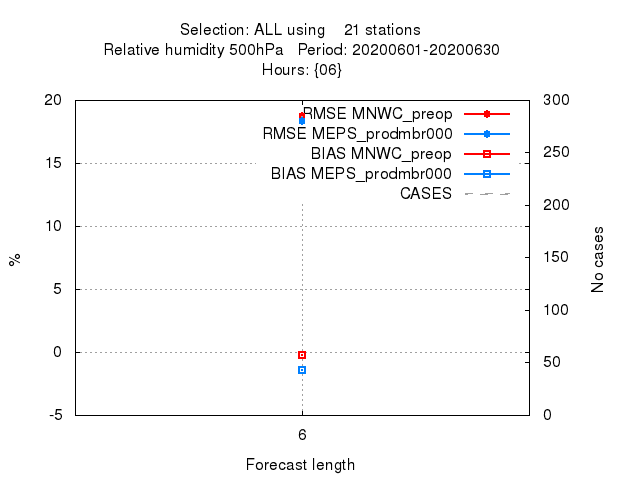 Selection: ALL using    21 stations
Relative humidity 500hPa   Period: 20200601-20200630
Hours: {06}
20
15
10
5
0
-5
%
RMSE MNWC_preop
RMSE MEPS_prodmbr000
BIAS MNWC_preop
BIAS MEPS_prodmbr000
CASES
300
250
200
150
100
50
0
No cases
6
Forecast length